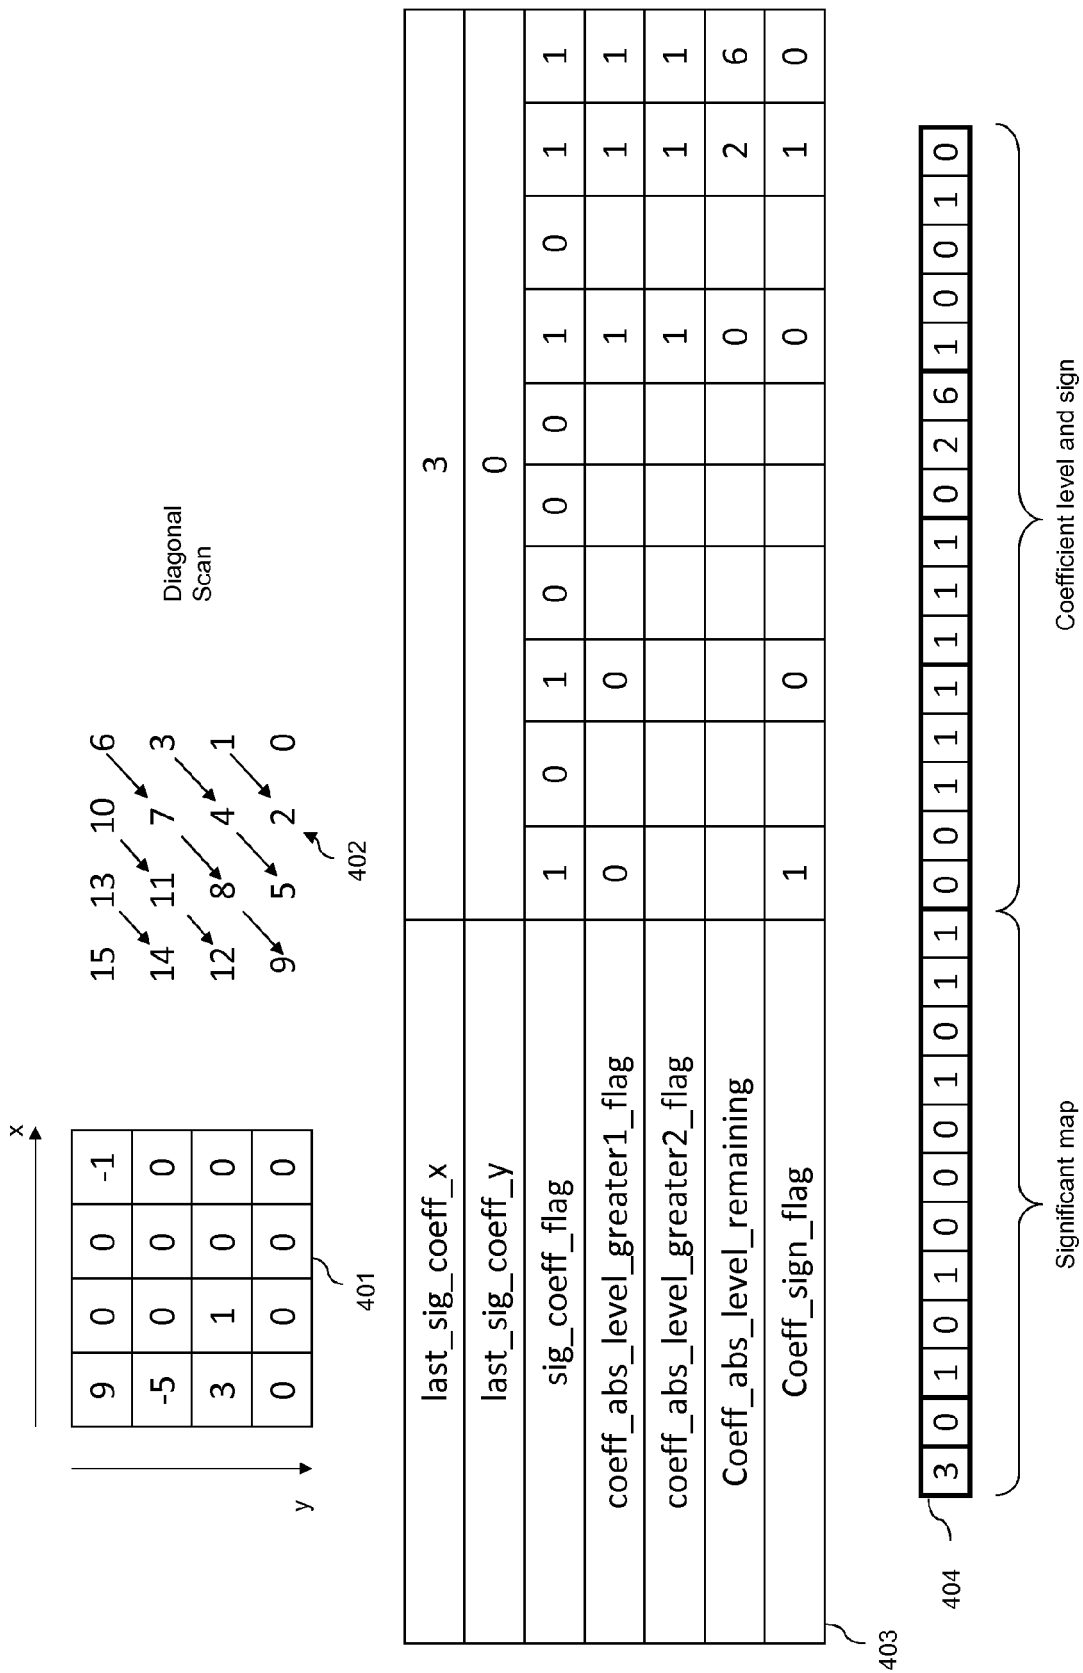 x
y
9 0 0 -1
-5 0 0 0
3 1 0 0
0 0 0 0
401
15 13 10 6
14 11 7 3
12 8 4 1
9 5 2 0
402
Diagonal
Scan
last_sig_coeff_x 3
last_sig_coeff_y 0
sig_coeff_flag 1 0 1 0 0 0 1 0 1 1
coeff_abs_level_greater1_flag 0 0 1 1 1
coeff_abs_level_greater2_flag 1 1 1
Coeff_abs_level_remaining 0 2 6
Coeff_sign_flag 1 0 0 1 0
403
3 0 1 0 1 0 0 0 1 0 1 1 0 0 1 1 1 1 1 1 0 2 6 1 0 0 1 0
404
Significant map
Coefficient level and sign